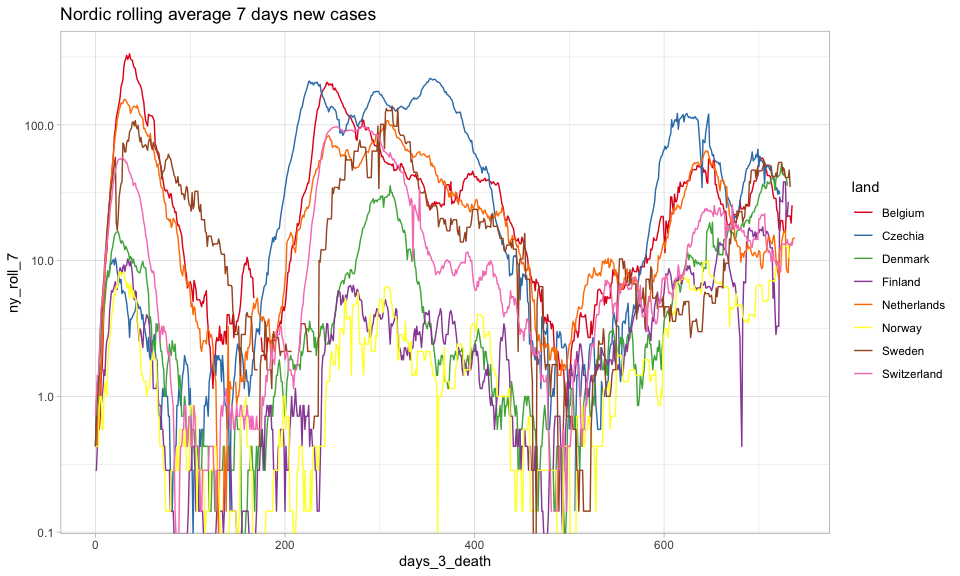 Nordic rolling average 7 days new cases
ny_roll_7
100.0
10.0
1.0
0.1
0 200 400 600
days_3_death
land
Belgium
Czechia
Denmark
Finland
Netherlands
Norway
Sweden
Switzerland